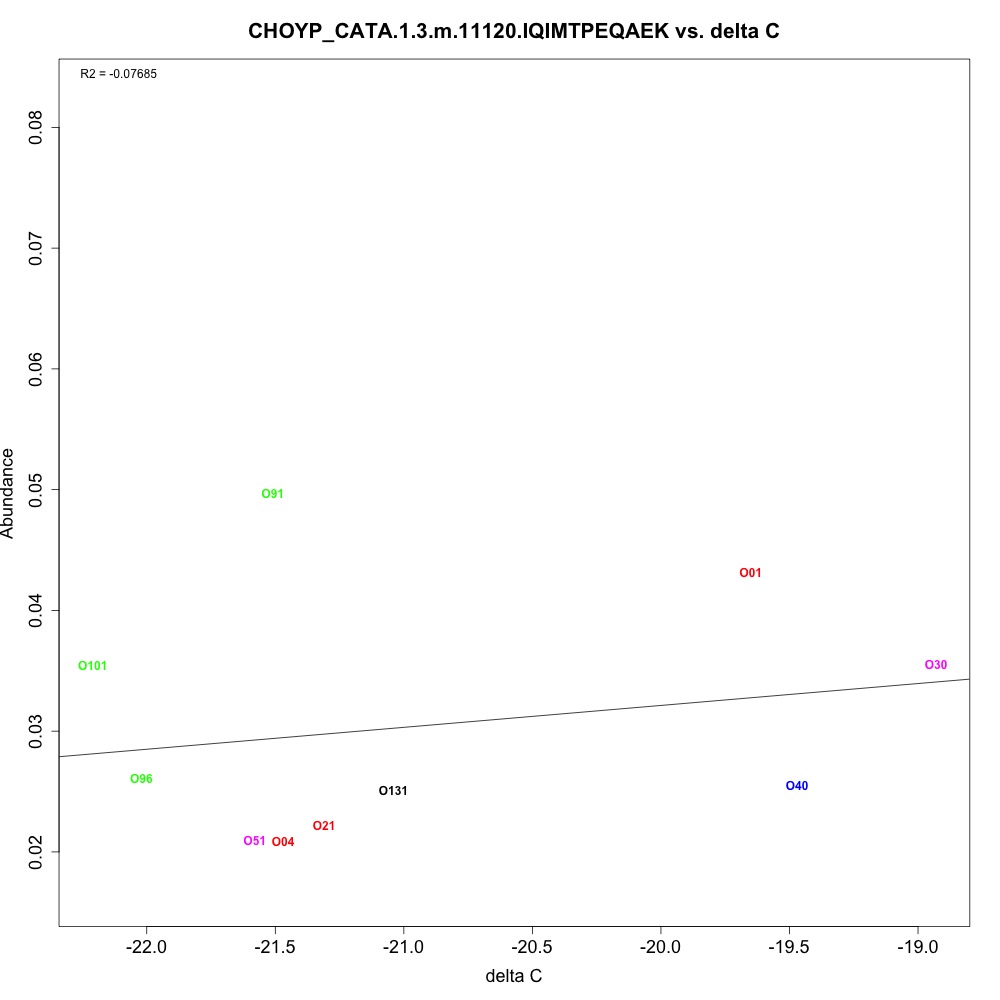 CHOYP_CATA.1.3.m.11120.IQIMTPEQAEK vs. delta C
R2 = -0.07685
0.08
0.07
0.06
Abundance
0.05
O91
O01
0.04
O101
O30
0.03
O96
O131
O40
O21
O51
O04
0.02
-22.0 -21.5 -21.0 -20.5 -20.0 -19.5 -19.0
delta C